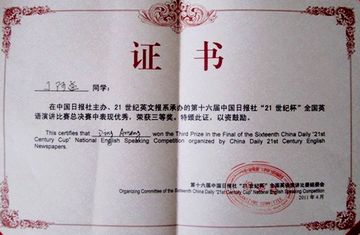 证书
同学：
在中国日报社主办、21世纪英文报系承办的第十六届中国日报社“21世纪杯”全国英
语演讲比赛总决赛中表现优秀，荣获三等奖。特颁此证，以资鼓励。
This certifies that Ding Amang won the Third Prize in the Final of the Sixteenth China Daily "21st
Century Cup" National English Speaking Competition organized by China Daily 21st Century English
Newspapers.
第十六届中国日报社“21世纪杯”全国英语演讲比赛组委会
Organizing Committee of the Sixteenth China Daily "21st Century Cup" National English Speaking Competition
2011年4月